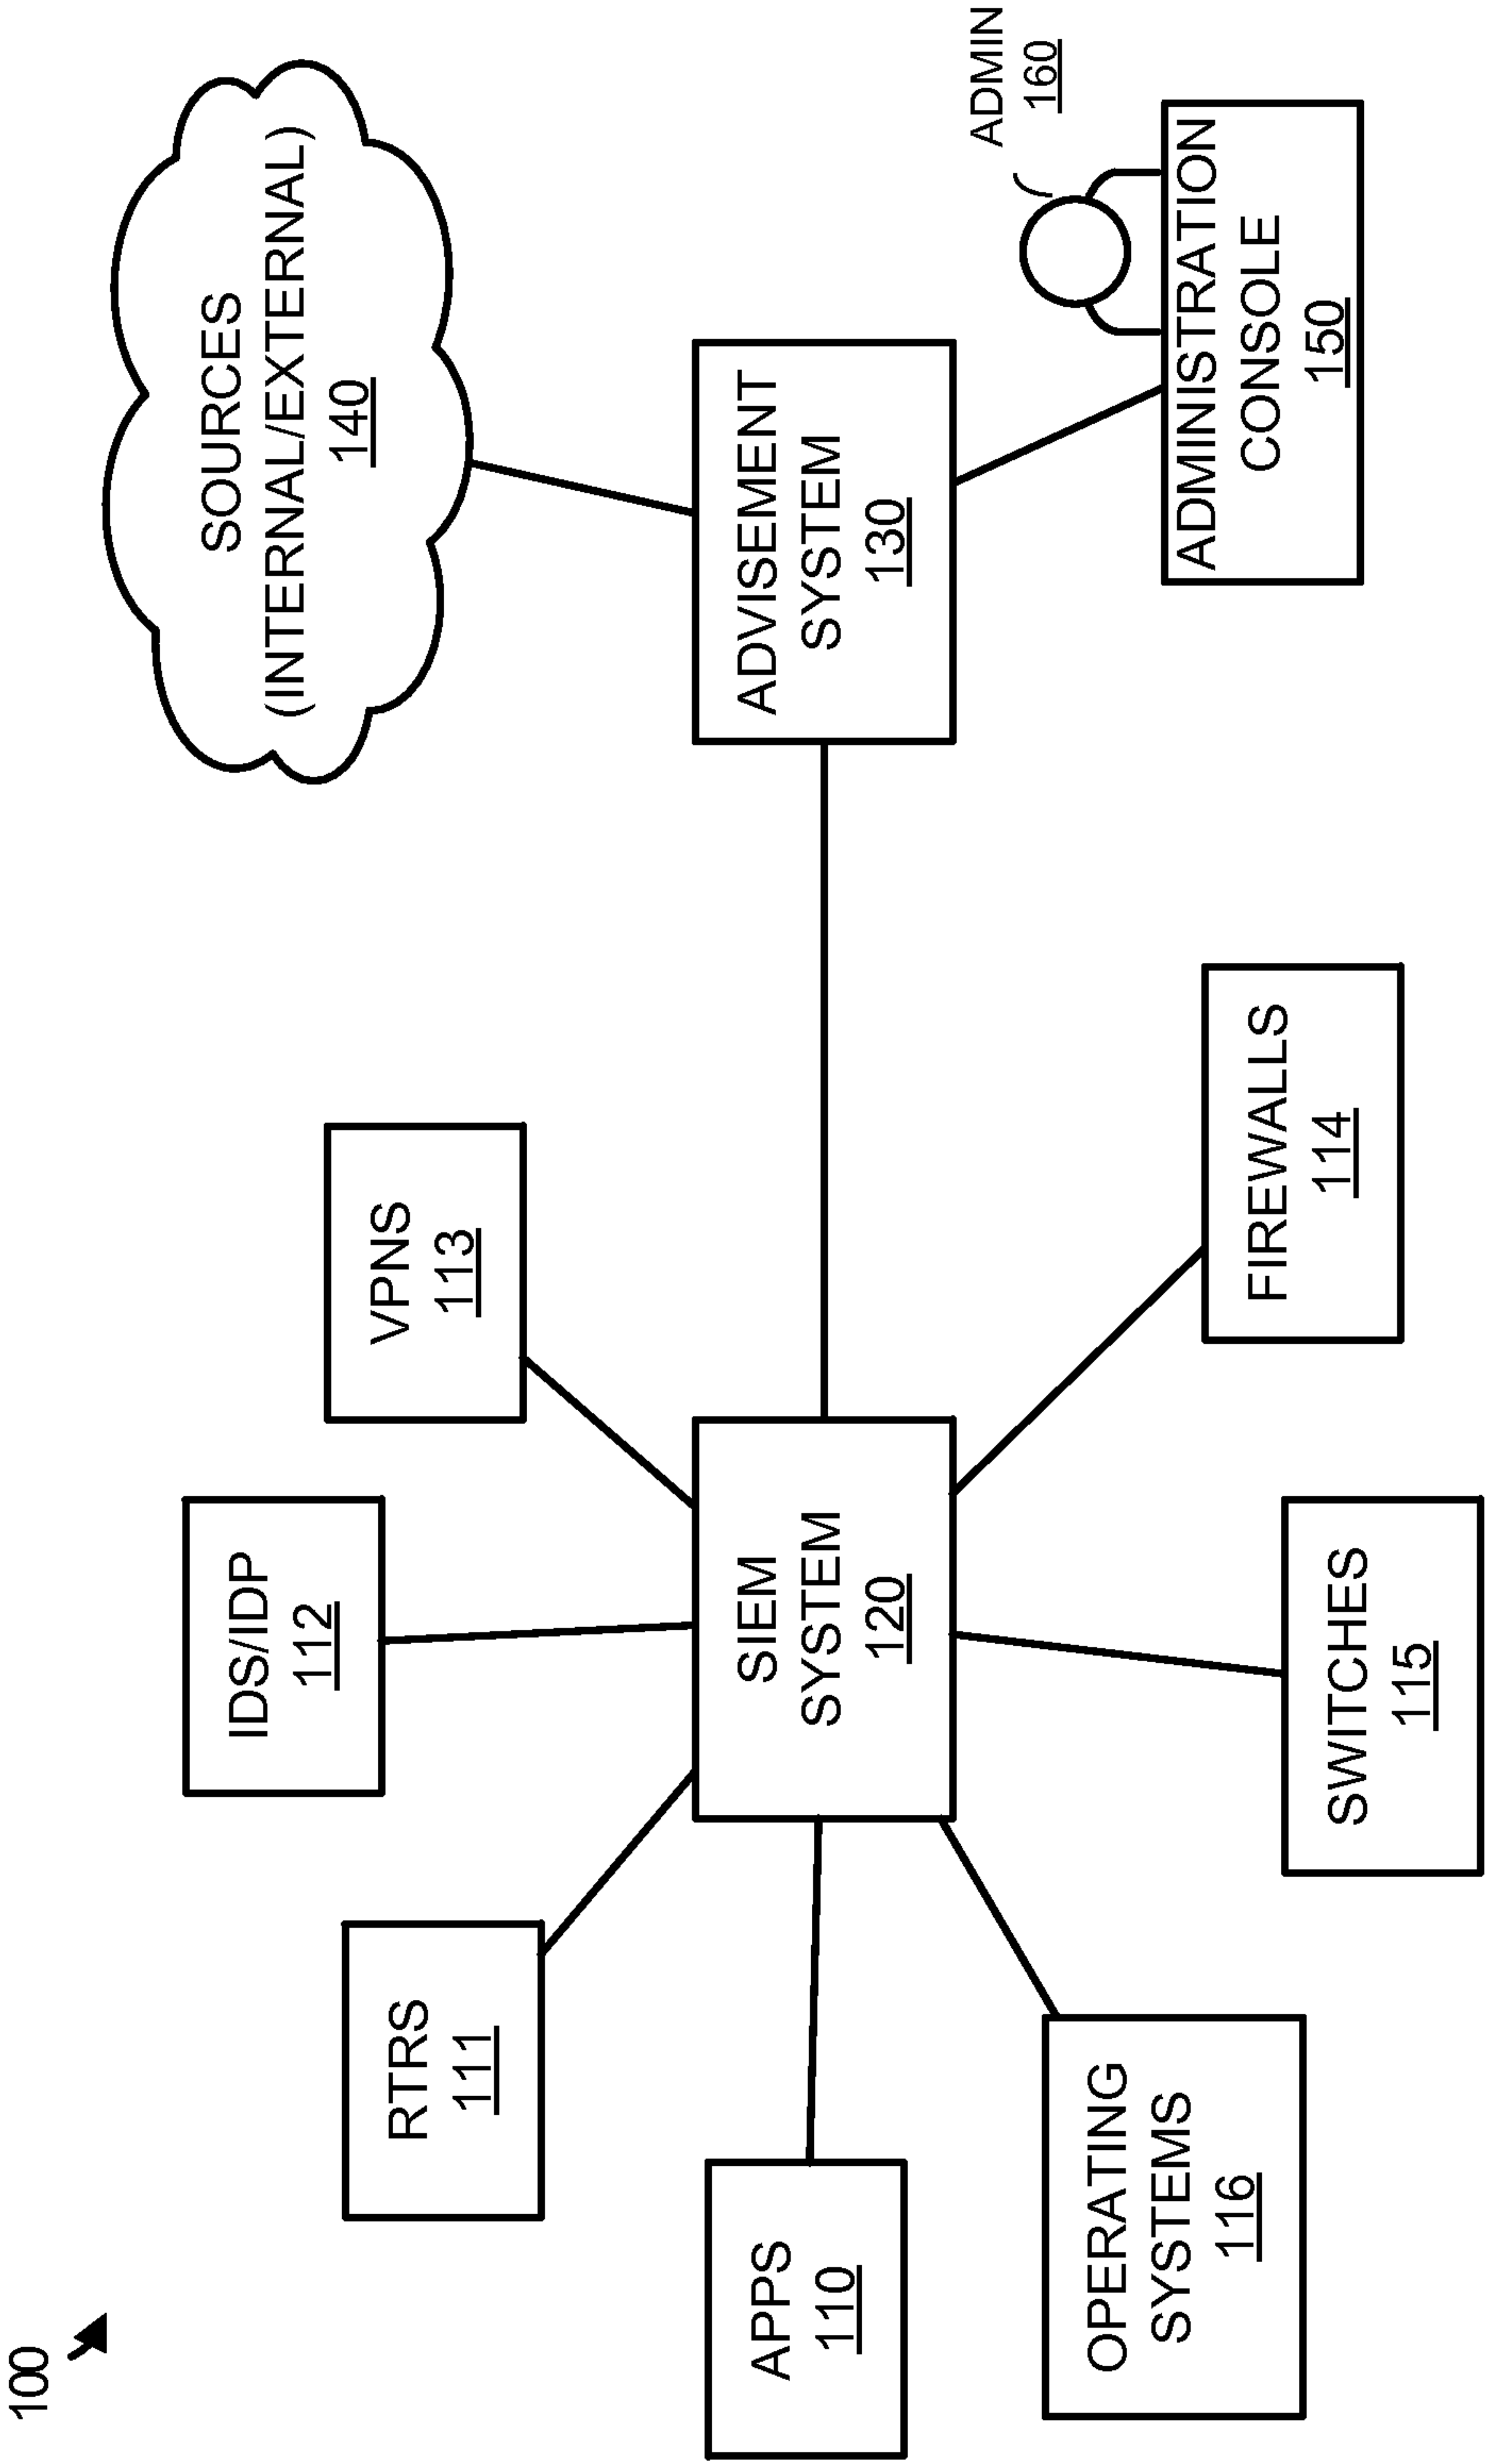 100
RTRS
111
IDS/IDP
112
VPNS
113
SOURCES
(INTERNAL/EXTERNAL)
140
APPS
110
SIEM
SYSTEM
120
ADVISEMENT
SYSTEM
130
ADMIN
160
OPERATING
SYSTEMS
116
SWITCHES
115
FIREWALLS
114
ADMINISTRATION
CONSOLE
150